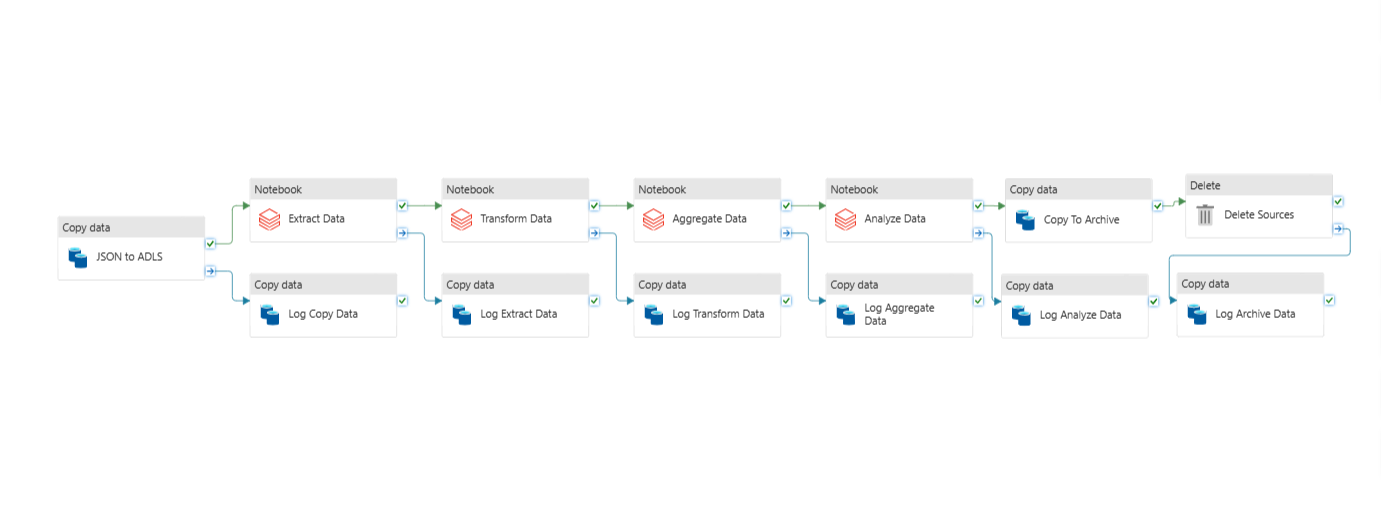 Copy data
JSON to ADLS
Notebook
Extract Data
Notebook
Transform Data
Notebook
Aggregate Data
Notebook
Analyze Data
Copy data
Copy To Archive
Delete
Delete Sources
Copy data
Log Copy Data
Copy data
Log Extract Data
Copy data
Log Transform Data
Copy data
Log Aggregate
Data
Copy data
Log Analyze Data
Copy data
Log Archive Data